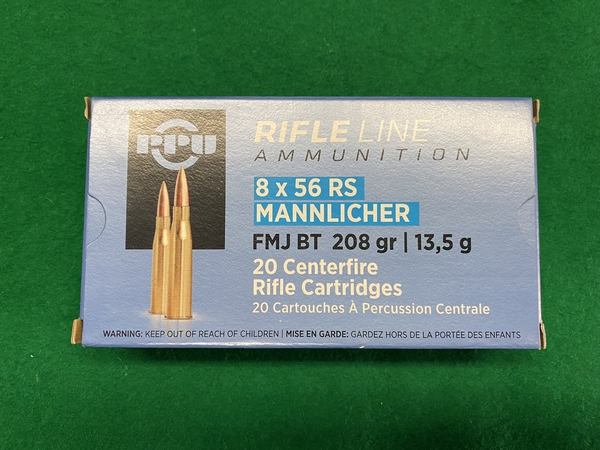 PPU
RIFLE LINE
AMMUNITION
8 x 56 RS
MANNLICHER
FMJ BT 208 gr | 13,5 g
20 Centerfire
Rifle Cartridges
20 Cartouches À Percussion Centrale
WARNING: KEEP OUT OF REACH OF CHILDREN | MISE EN GARDE: GARDEZ HORS DE LA PORTÉE DES ENFANTS